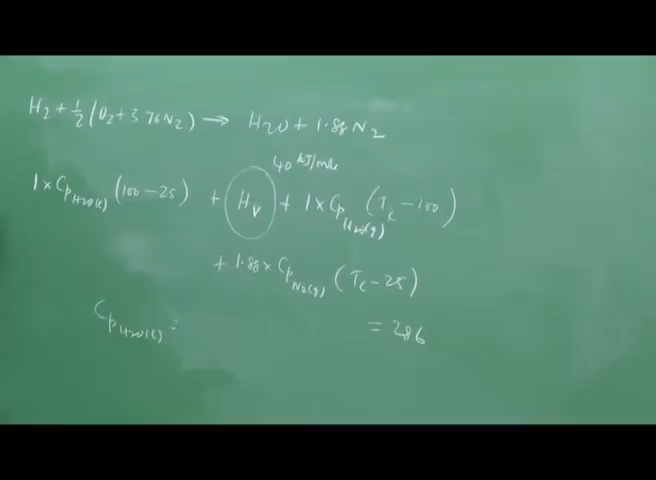 H2 + 1/2 (O2 + 3.76 N2) → H2O + 1.88 N2
40 kJ/mole
1 × Cp H2O(l) (100 − 25) + Hv + 1 × Cp H2O(g) (Tc − 100)
+ 1.88 × Cp N2(g) (Tc − 25)
= 286
Cp H2O(l) =